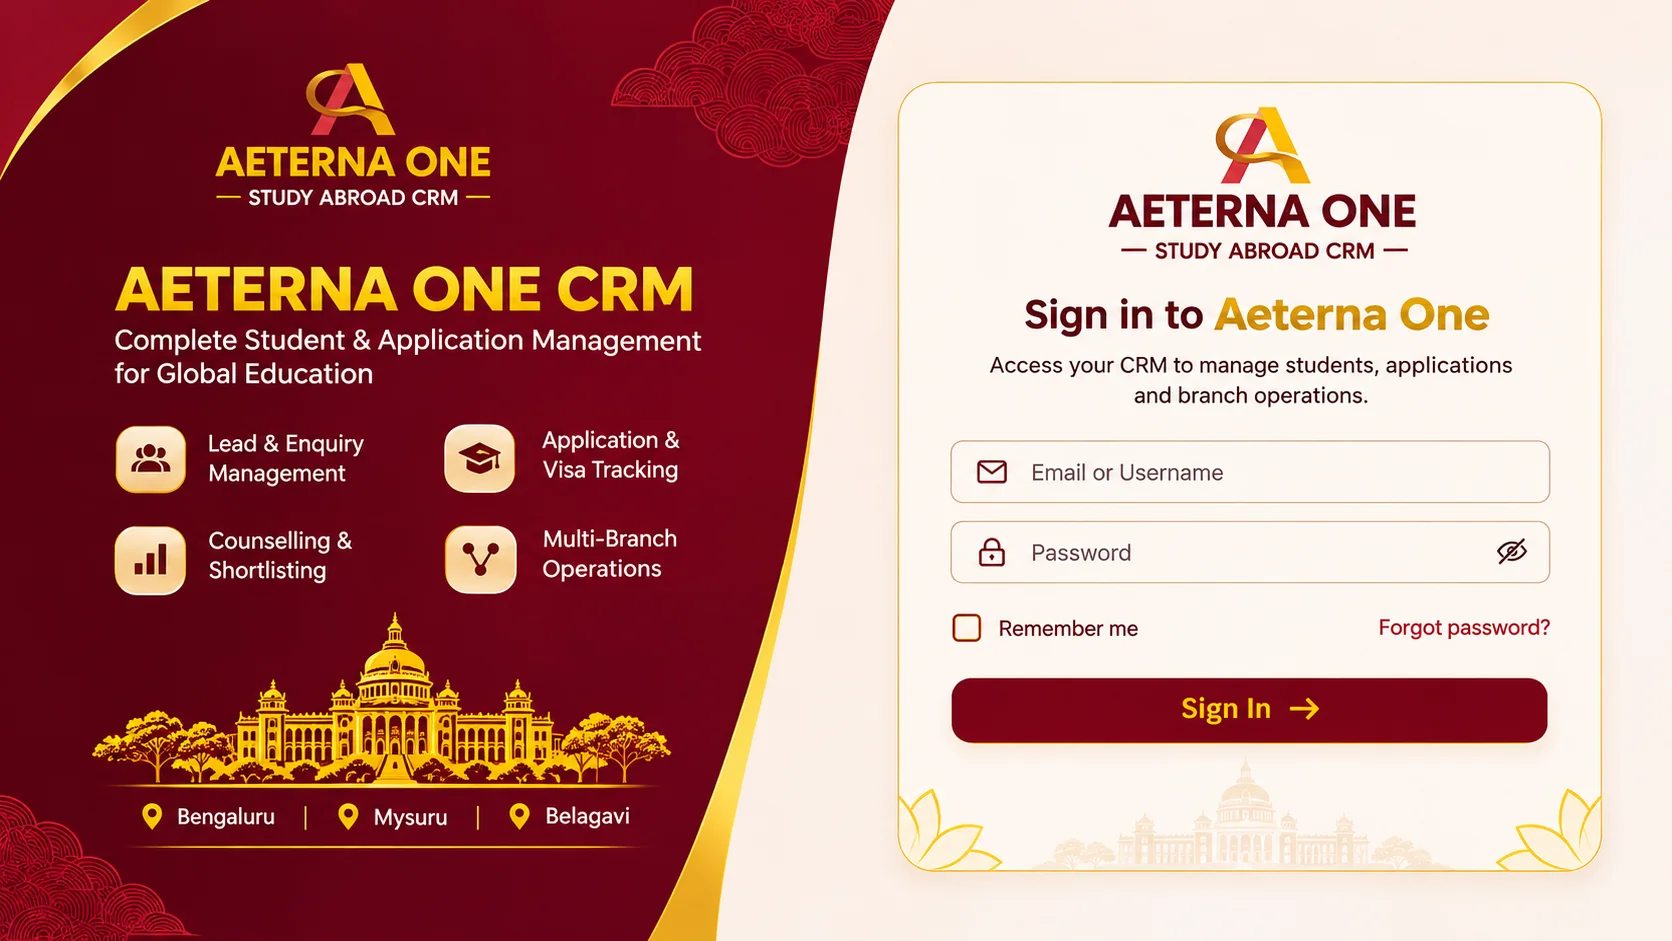 AETERNA ONE
STUDY ABROAD CRM
AETERNA ONE CRM
Complete Student & Application Management
for Global Education
Lead & Enquiry
Management
Application &
Visa Tracking
Counselling &
Shortlisting
Multi-Branch
Operations
Bengaluru | Mysuru | Belagavi
AETERNA ONE
STUDY ABROAD CRM
Sign in to Aeterna One
Access your CRM to manage students, applications
and branch operations.
Email or Username
Password
Remember me
Forgot password?
Sign In →